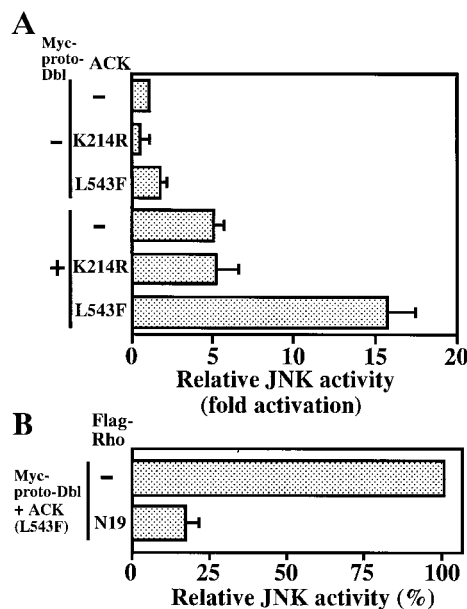 A
Myc-
proto-
Dbl
ACK
−
−
K214R
L543F
+
−
K214R
L543F
0 5 10 15 20
Relative JNK activity
(fold activation)
B
Flag-
Rho
Myc-
proto-Dbl
+ ACK
(L543F)
−
N19
0 25 50 75 100
Relative JNK activity (%)